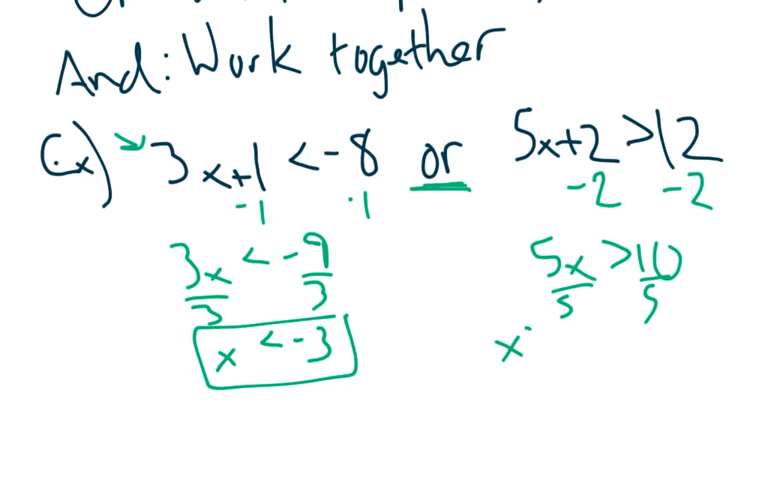 And: Work together
Ex) 3x+1 <-8 or 5x+2 >12
-1 -1 -2 -2
3x < -9 5x >10
3 3 5 5
x < -3 x